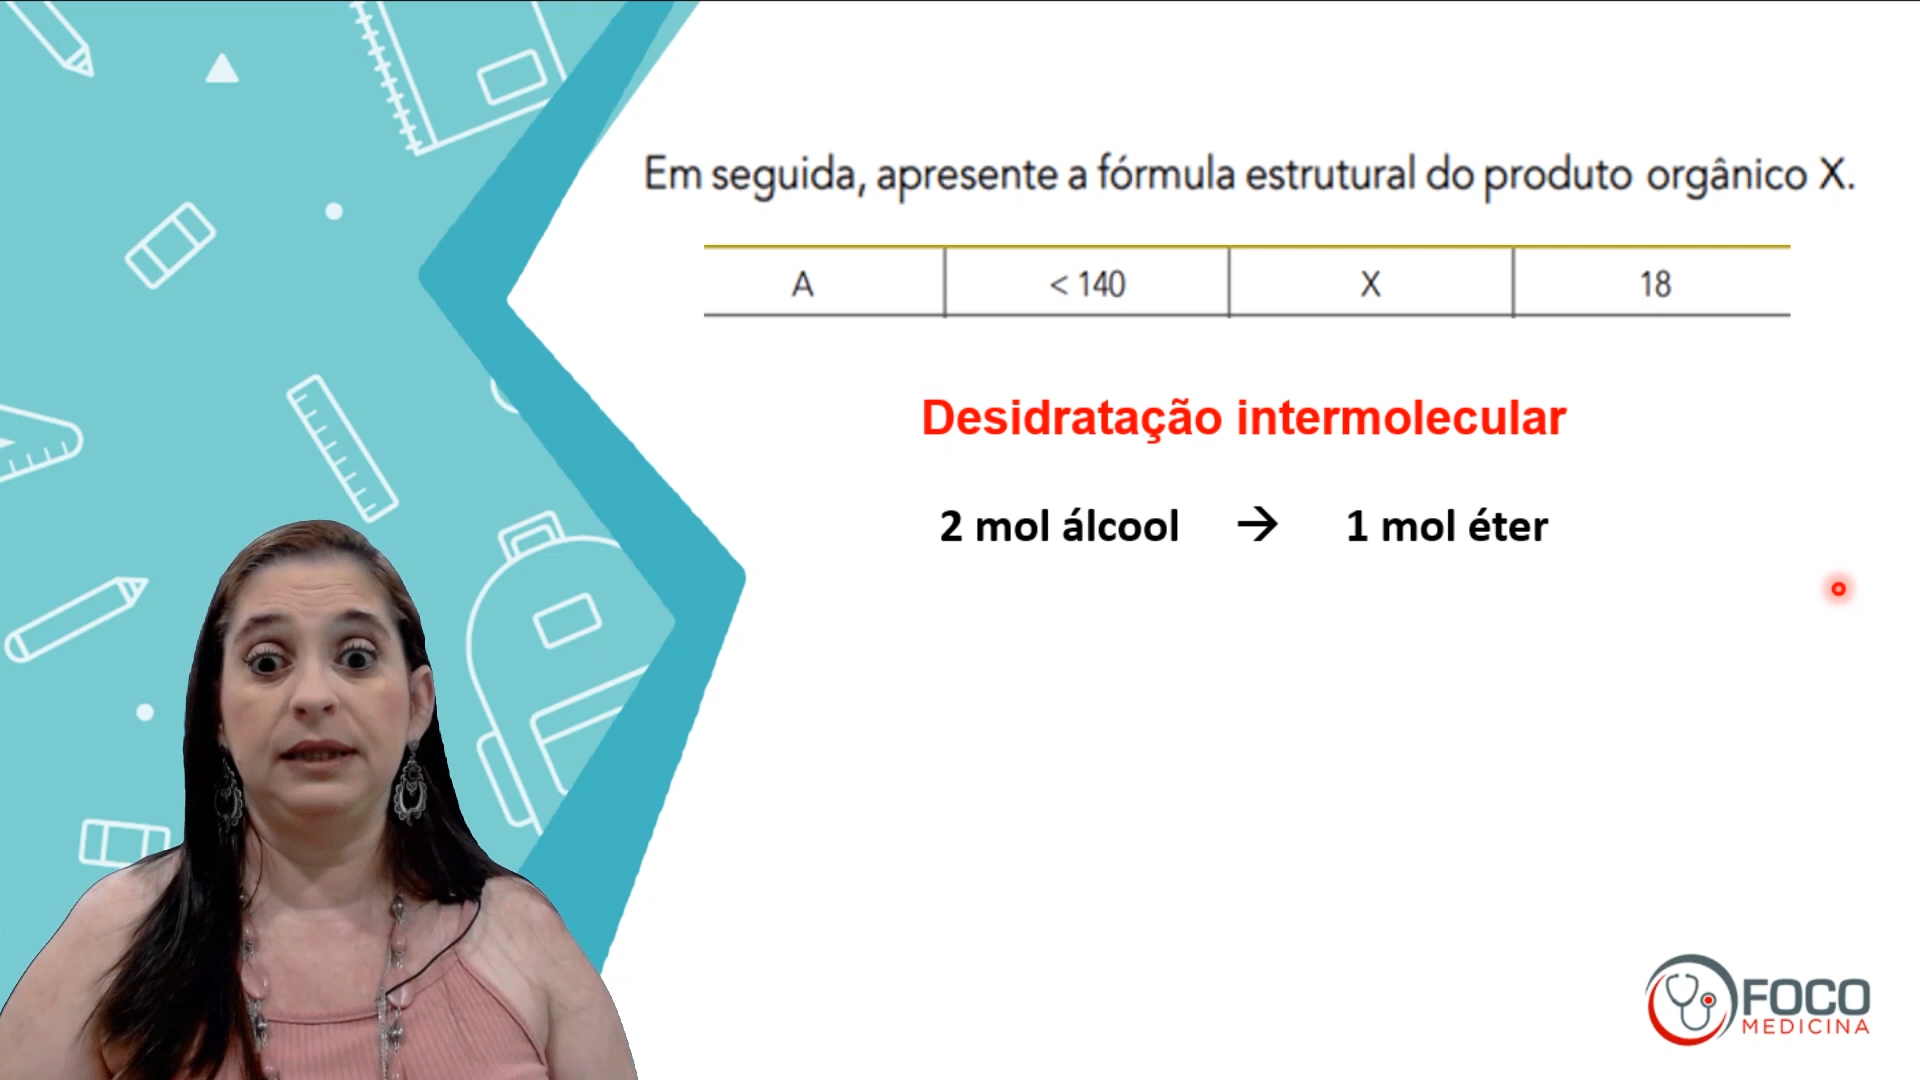 Em seguida, apresente a fórmula estrutural do produto orgânico X.
A < 140 X 18
Desidratação intermolecular
2 mol álcool → 1 mol éter
FOCO
MEDICINA